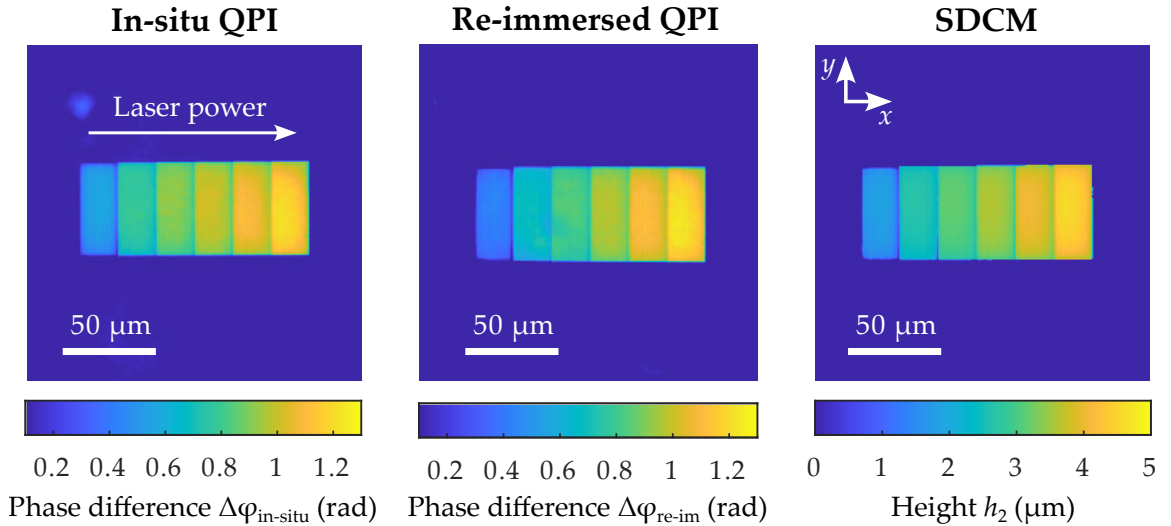 In-situ QPI
Re-immersed QPI
SDCM
Laser power
y
x
50 µm
50 µm
50 µm
0.2 0.4 0.6 0.8 1 1.2
0.2 0.4 0.6 0.8 1 1.2
0 1 2 3 4 5
Phase difference Δφin-situ (rad)
Phase difference Δφre-im (rad)
Height h2 (µm)